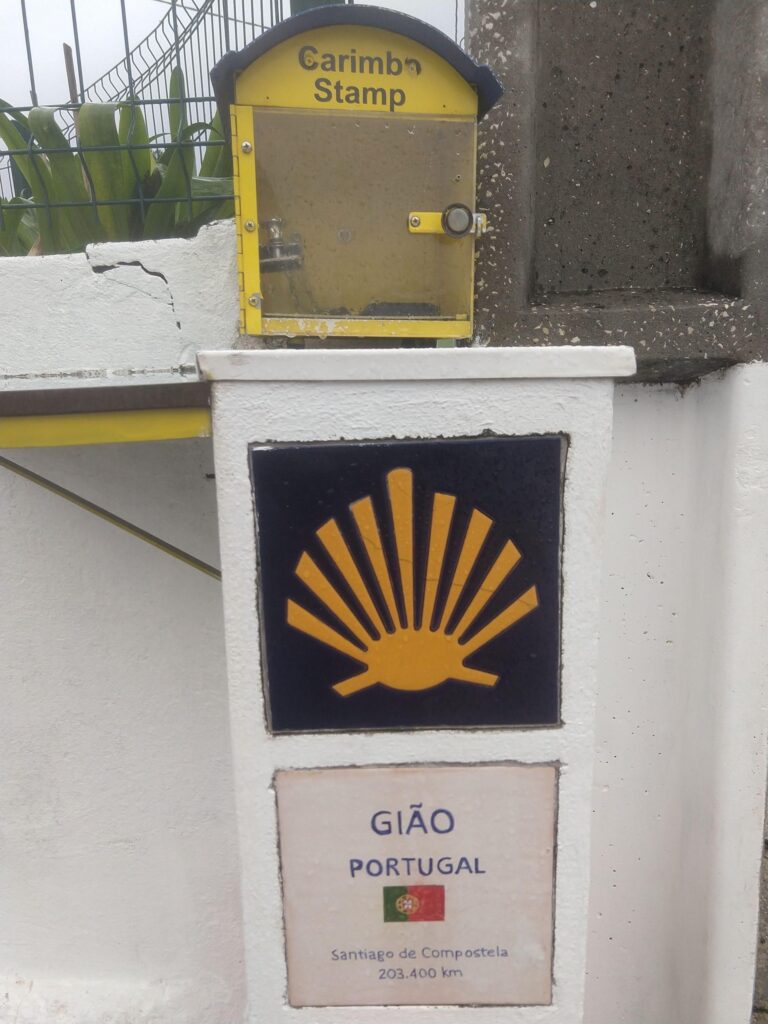 Carimbo
Stamp
GIÃO
PORTUGAL
Santiago de Compostela
203.400 km